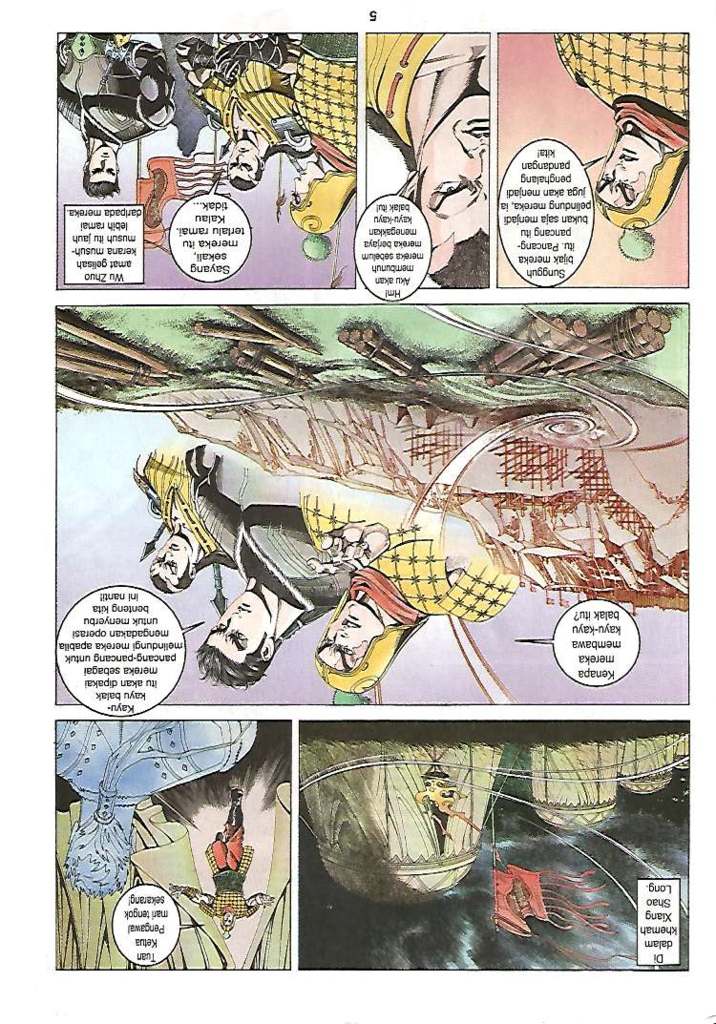 Di
dalam
khemah
Xiang
Shao
Long.
Tuan
Ketua
Pengawal
mari tengok
sekarang!
Kenapa
mereka
membawa
kayu-kayu
balak itu?
Kayu-
kayu balak
itu akan dipakai
mereka sebagai
pancang-pancang untuk
melindungi mereka apabila
mengadakan operasi
untuk menyerbu
benteng kita
ini nanti!
Sungguh
bijak mereka
itu. Pancang-
pancang itu
bukan saja menjadi
pelindung mereka, ia
juga akan menjadi
penghalang
pandangan
kita!
Hm!
Aku akan
membunuh
mereka sebelum
mereka berjaya
menegakkan
kayu-kayu
balak itu!
Sayang
sekali,
mereka itu
terlalu ramai.
Kalau
tidak...
Wu Zhuo
amat gelisah
kerana musuh-
musuh itu jauh
lebih ramai
daripada mereka.
5